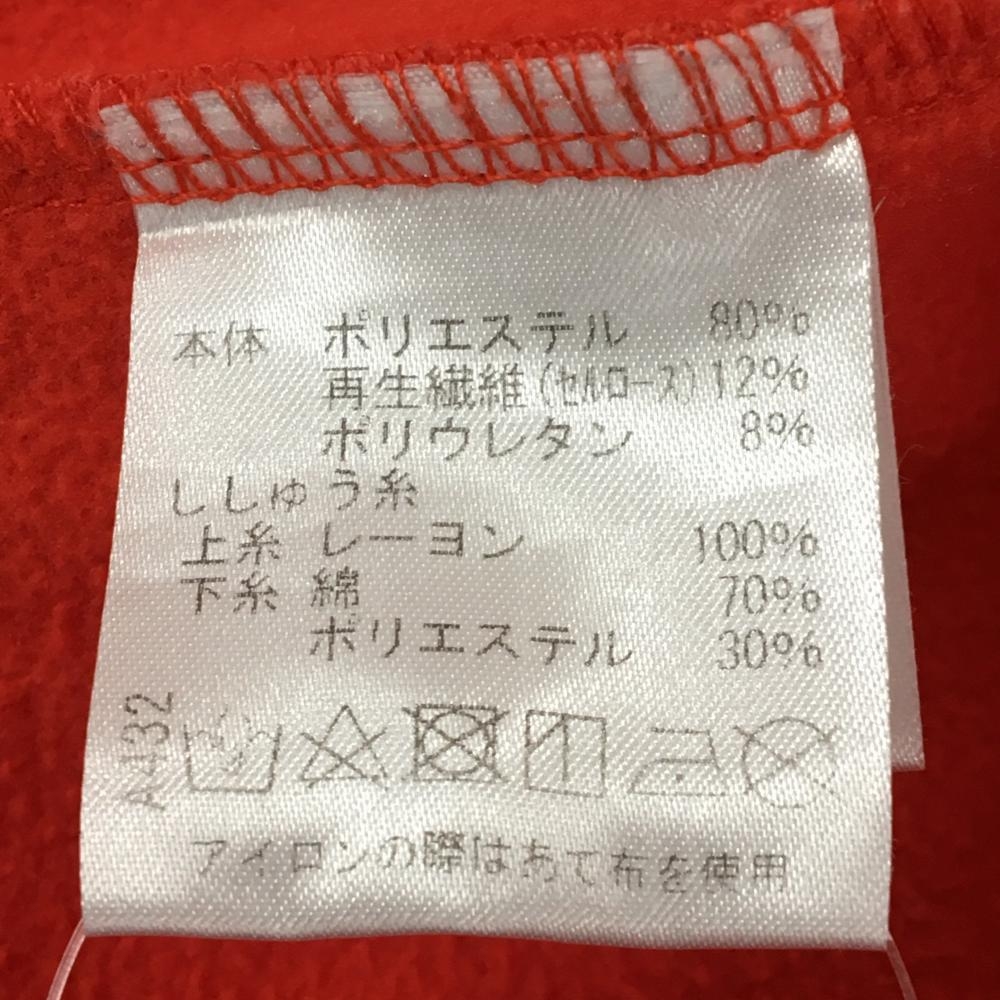 本体 ポリエステル 80%
再生繊維(セルロース)12%
ポリウレタン 8%
ししゅう糸
上糸 レーヨン 100%
下糸 綿 70%
ポリエステル 30%
A432
アイロンの際はあて布を使用